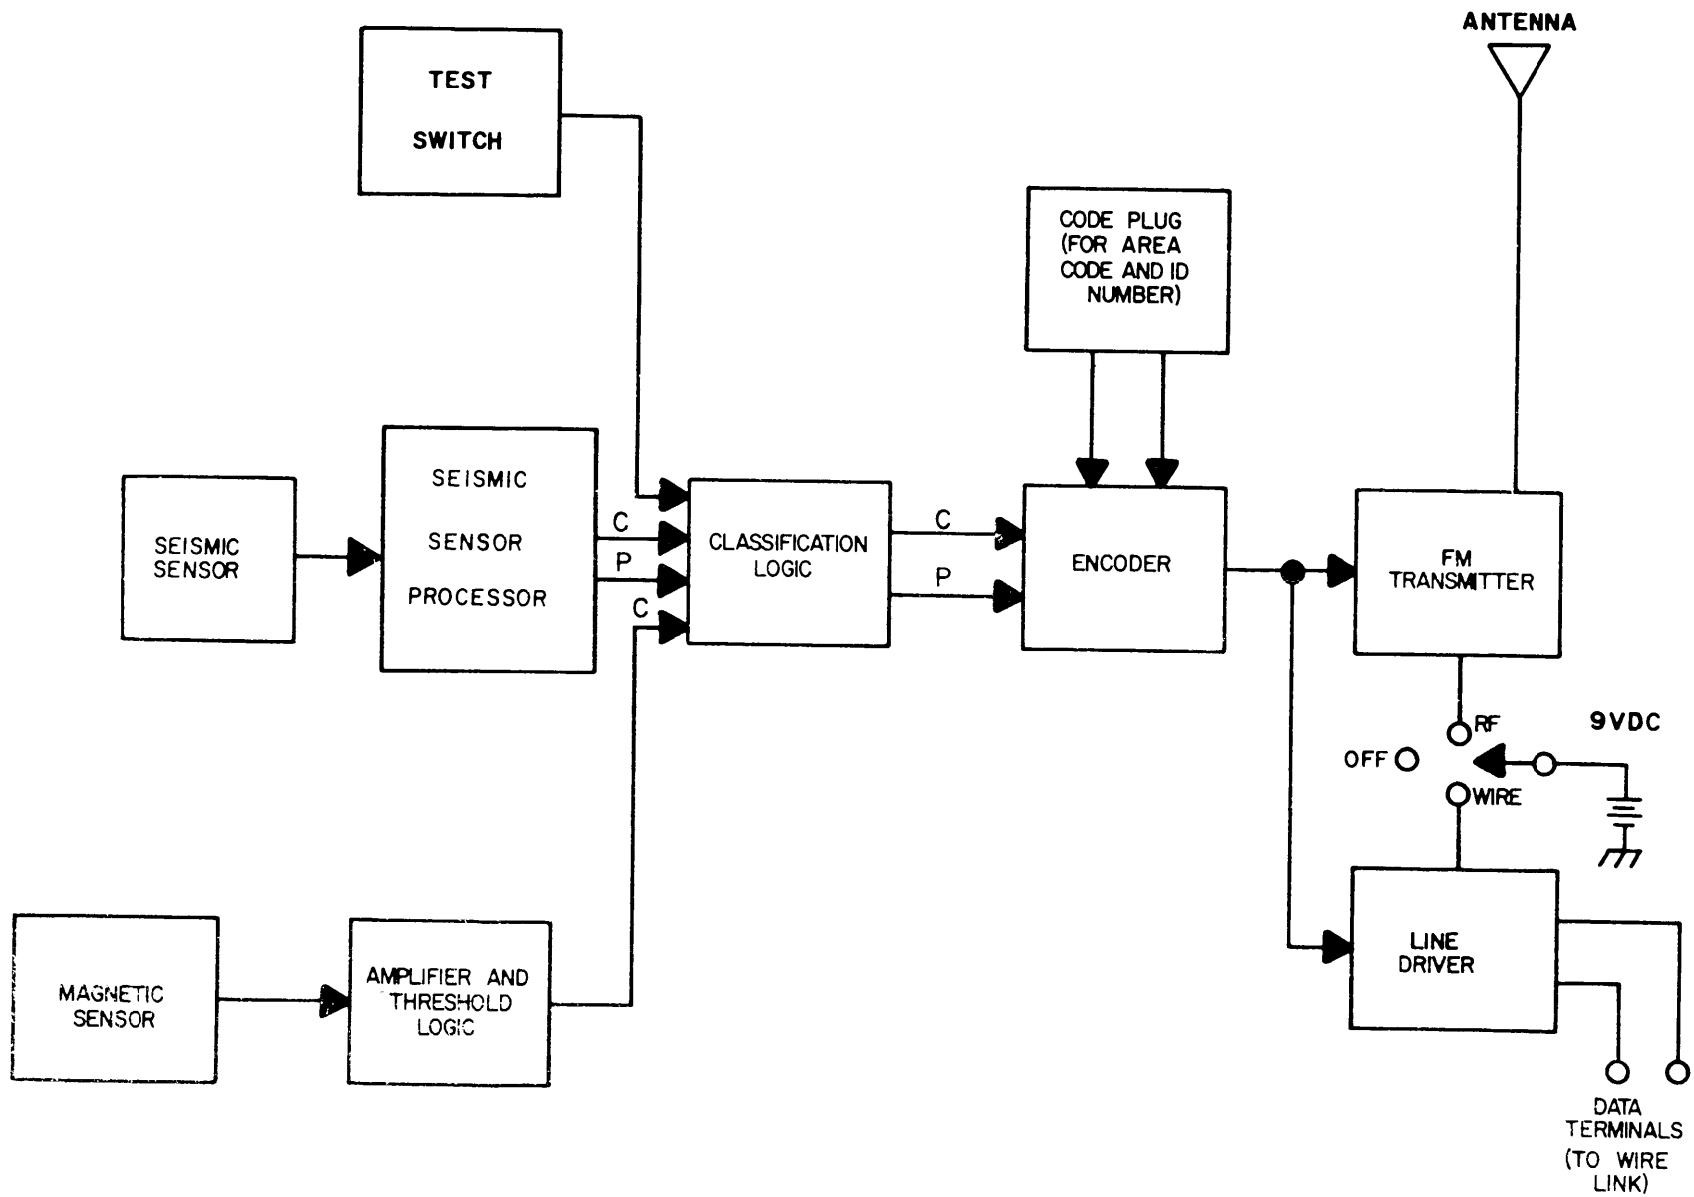 ANTENNA
TEST
SWITCH
CODE PLUG
(FOR AREA
CODE AND ID
NUMBER)
SEISMIC
SENSOR
SEISMIC
SENSOR
PROCESSOR
C
P
C
CLASSIFICATION
LOGIC
C
P
ENCODER
FM
TRANSMITTER
RF
9VDC
OFF
WIRE
MAGNETIC
SENSOR
AMPLIFIER AND
THRESHOLD
LOGIC
LINE
DRIVER
DATA
TERMINALS
(TO WIRE
LINK)